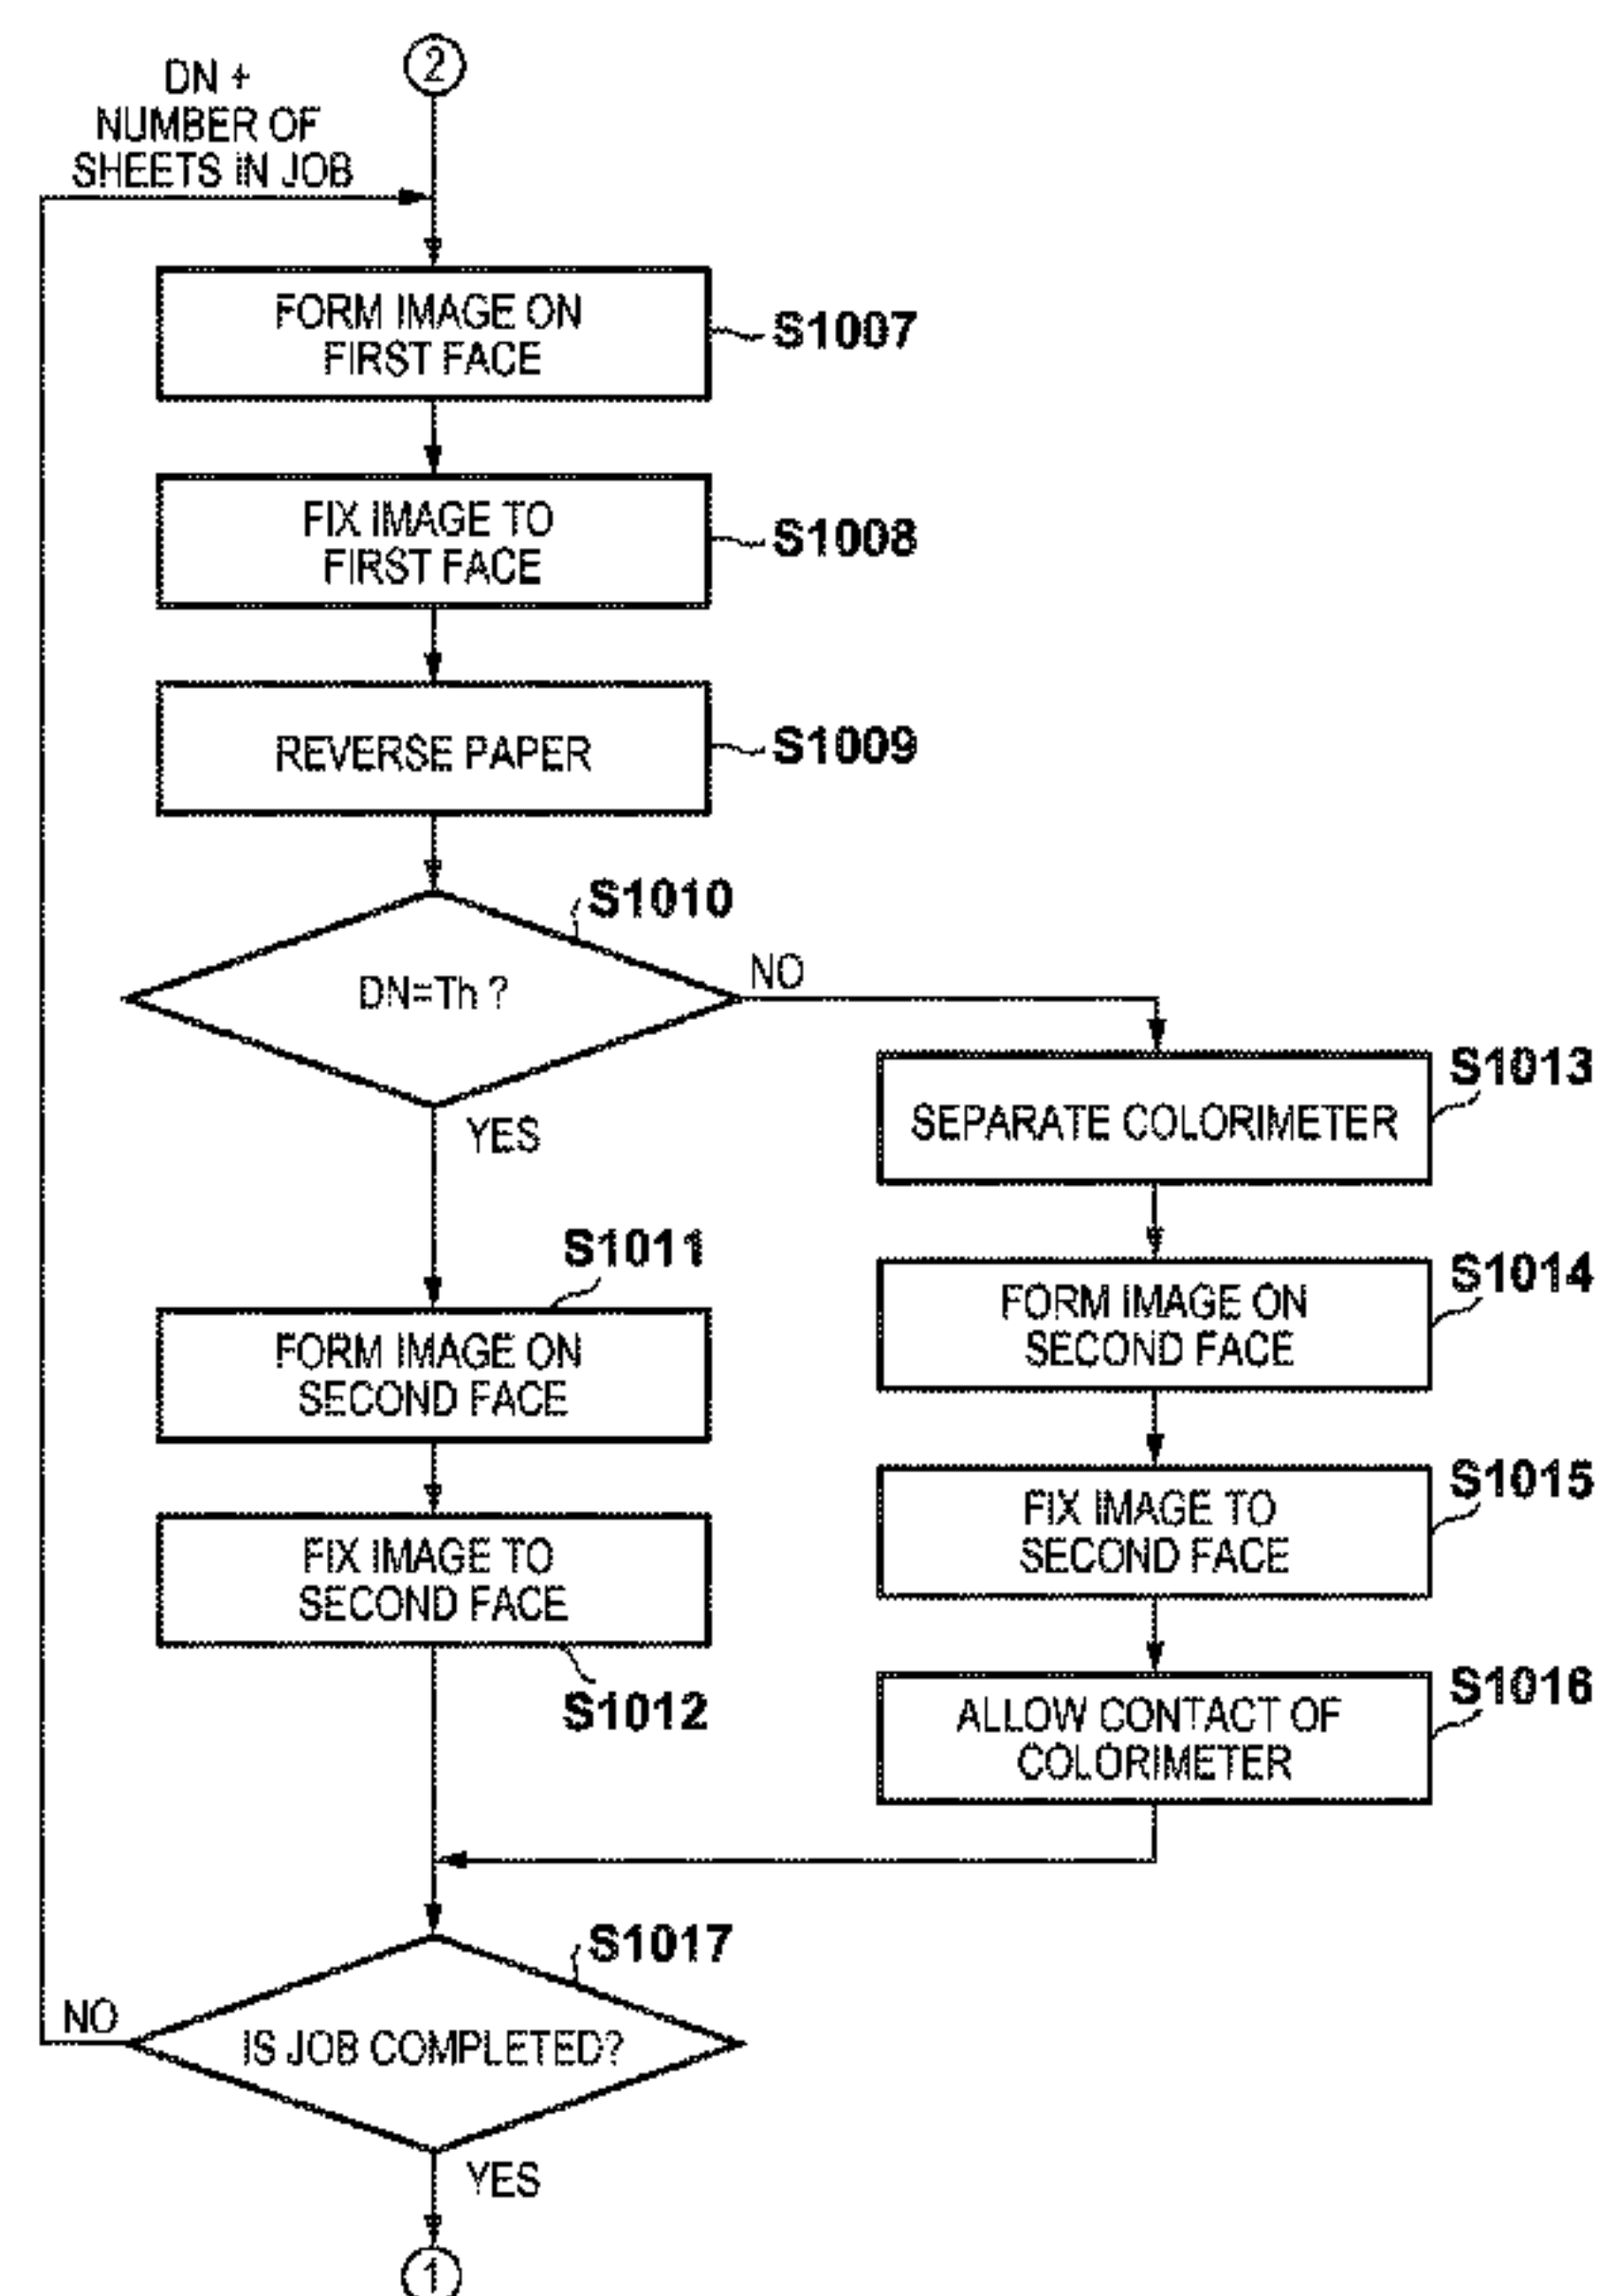 2
DN +
NUMBER OF
SHEETS IN JOB
FORM IMAGE ON
FIRST FACE
S1007
FIX IMAGE TO
FIRST FACE
S1008
REVERSE PAPER
S1009
S1010
DN=Th ?
NO
YES
S1013
SEPARATE COLORIMETER
S1011
FORM IMAGE ON
SECOND FACE
S1014
FORM IMAGE ON
SECOND FACE
FIX IMAGE TO
SECOND FACE
S1012
S1015
FIX IMAGE TO
SECOND FACE
S1016
ALLOW CONTACT OF
COLORIMETER
S1017
NO
IS JOB COMPLETED?
YES
1